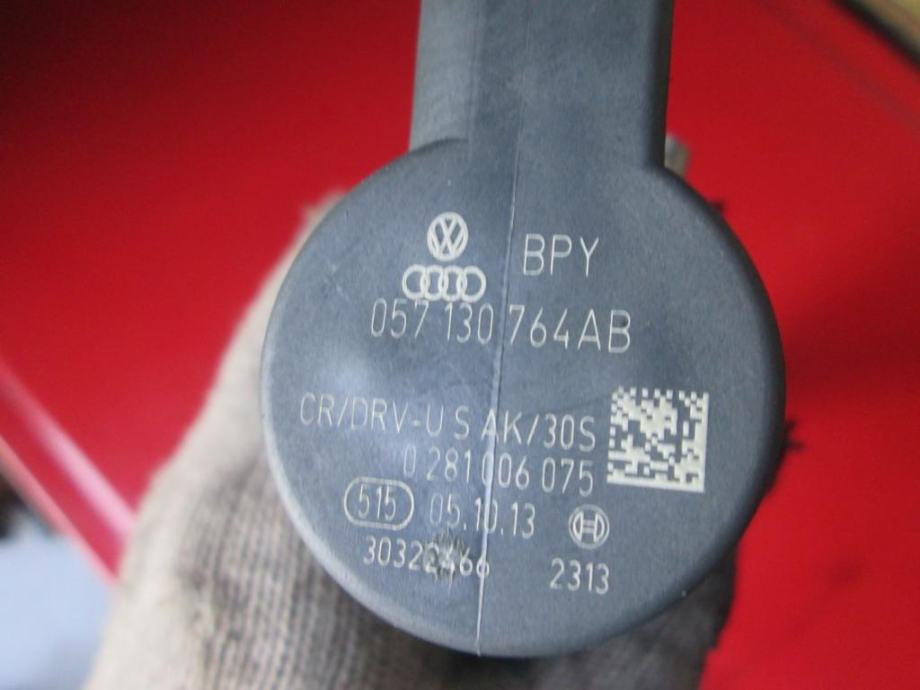 BPY
057 130 764AB
CR/DRV-U S AK/30S
0 281 006 075
515 05.10.13
2313